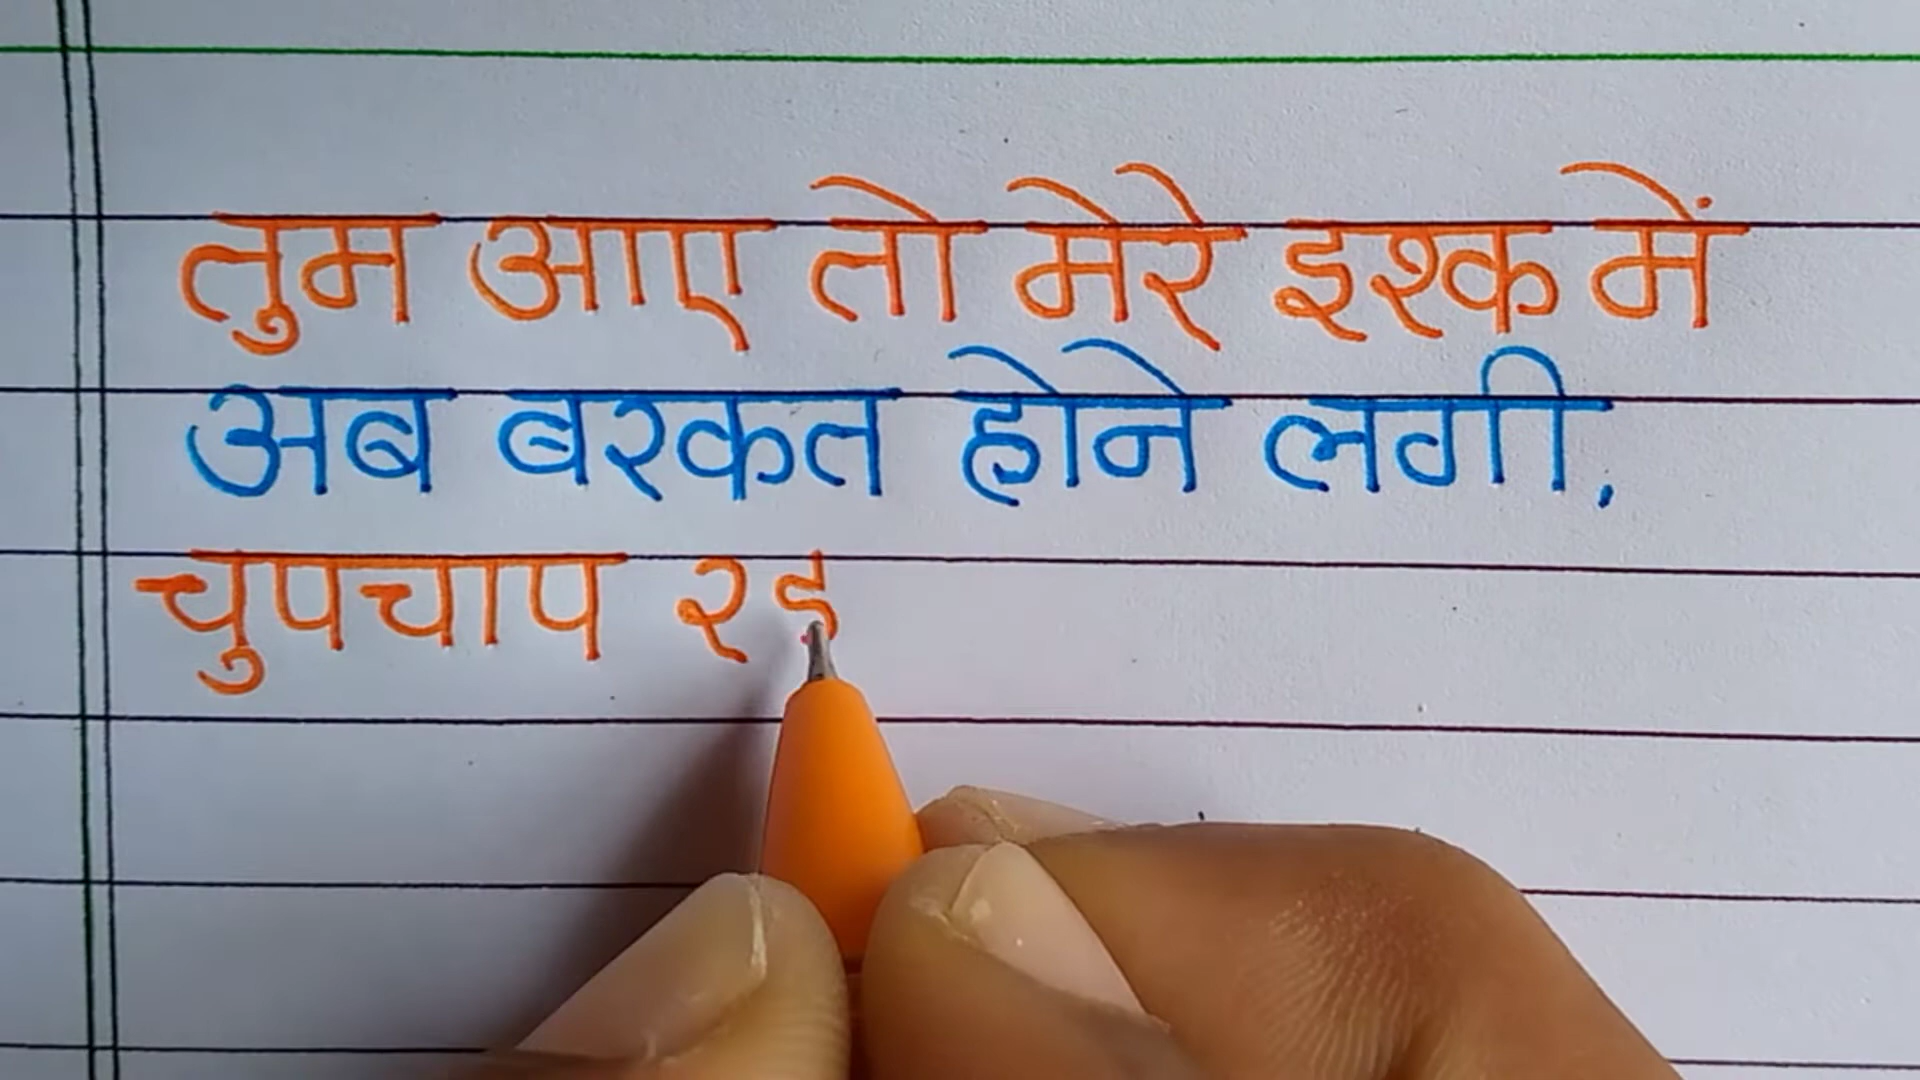 तुम आए तो मेरे इश्क में
अब बरकत होने लगी,
चुपचाप